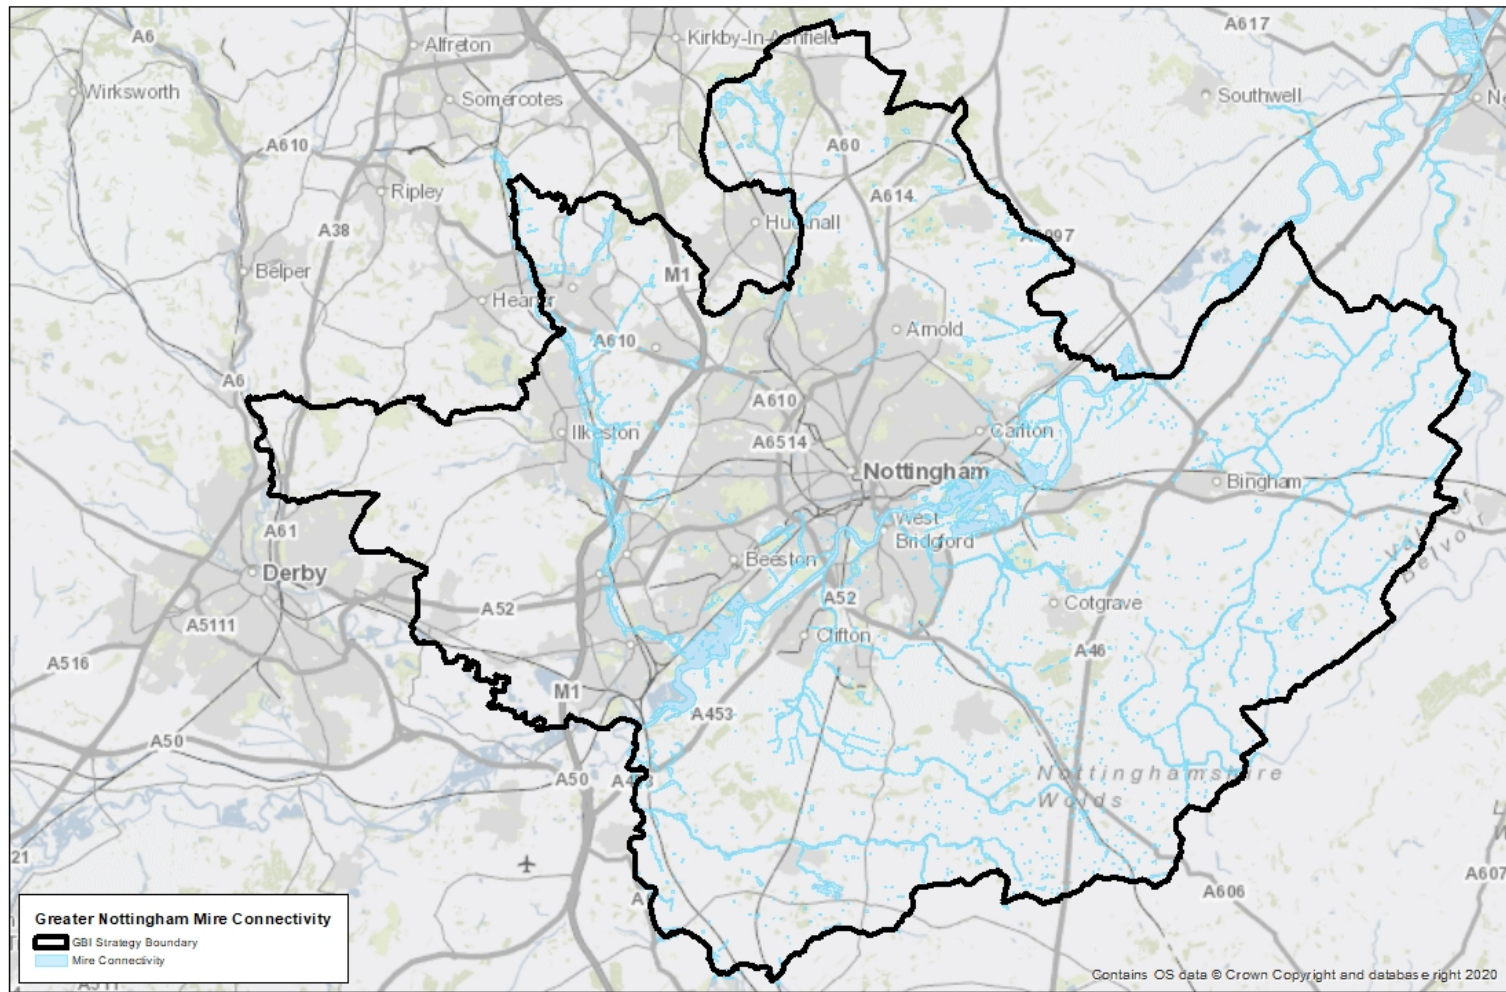 A6
Alfreton
Kirkby-In-Ashfield
A617
Wirksworth
Somercotes
Southwell
A610
A60
Ripley
A614
A38
Hucknall
Belper
M1
Heanor
A610
Arnold
A6
A610
Ilkeston
A6514
Carlton
Nottingham
Bingham
West
Bridgford
A61
Beeston
Derby
A52
A52
Cotgrave
A5111
Clifton
A46
A516
M1
A453
A50
Nottinghamshire
Wolds
A50
21
A606
A607
Greater Nottingham Mire Connectivity
GBI Strategy Boundary
Mire Connectivity
Contains OS data © Crown Copyright and database right 2020